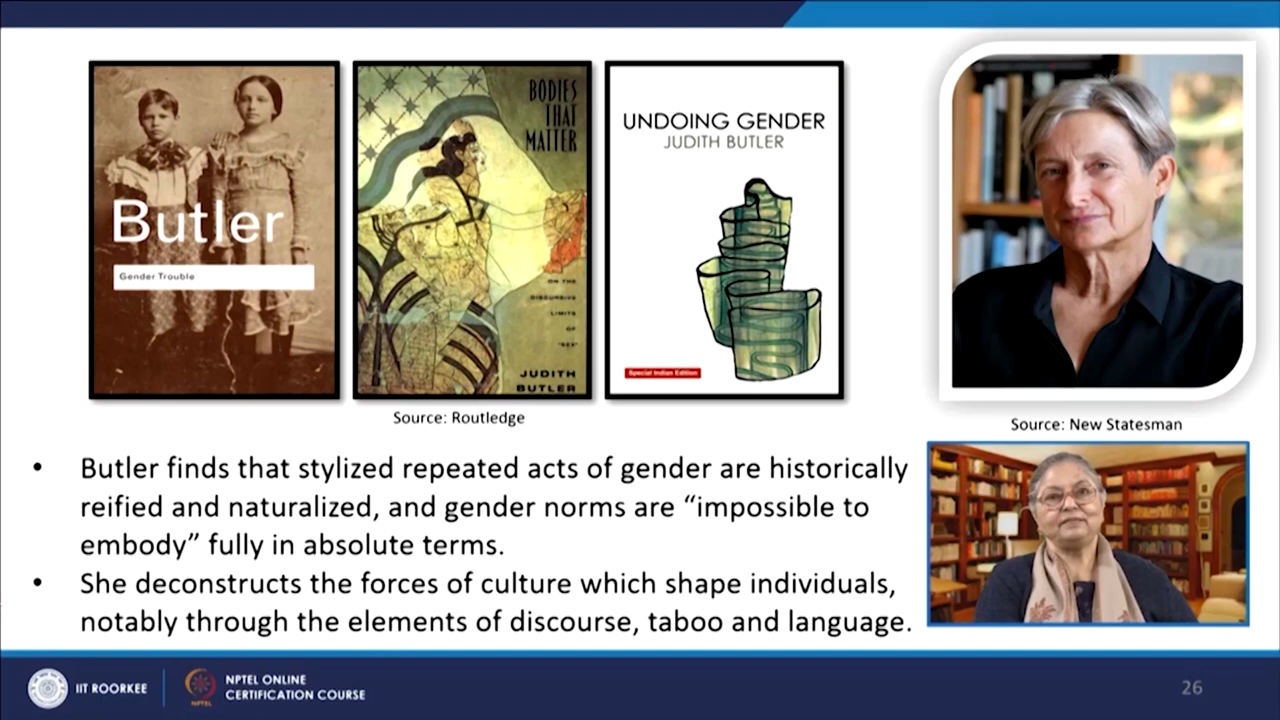 Butler
Gender Trouble
BODIES
THAT
MATTER
ON THE
DISCURSIVE
LIMITS
OF
"SEX"
JUDITH
BUTLER
UNDOING GENDER
JUDITH BUTLER
Special Indian Edition
Source: Routledge
Source: New Statesman
• Butler finds that stylized repeated acts of gender are historically
reified and naturalized, and gender norms are “impossible to
embody” fully in absolute terms.
• She deconstructs the forces of culture which shape individuals,
notably through the elements of discourse, taboo and language.
IIT ROORKEE
NPTEL
NPTEL ONLINE
CERTIFICATION COURSE
26